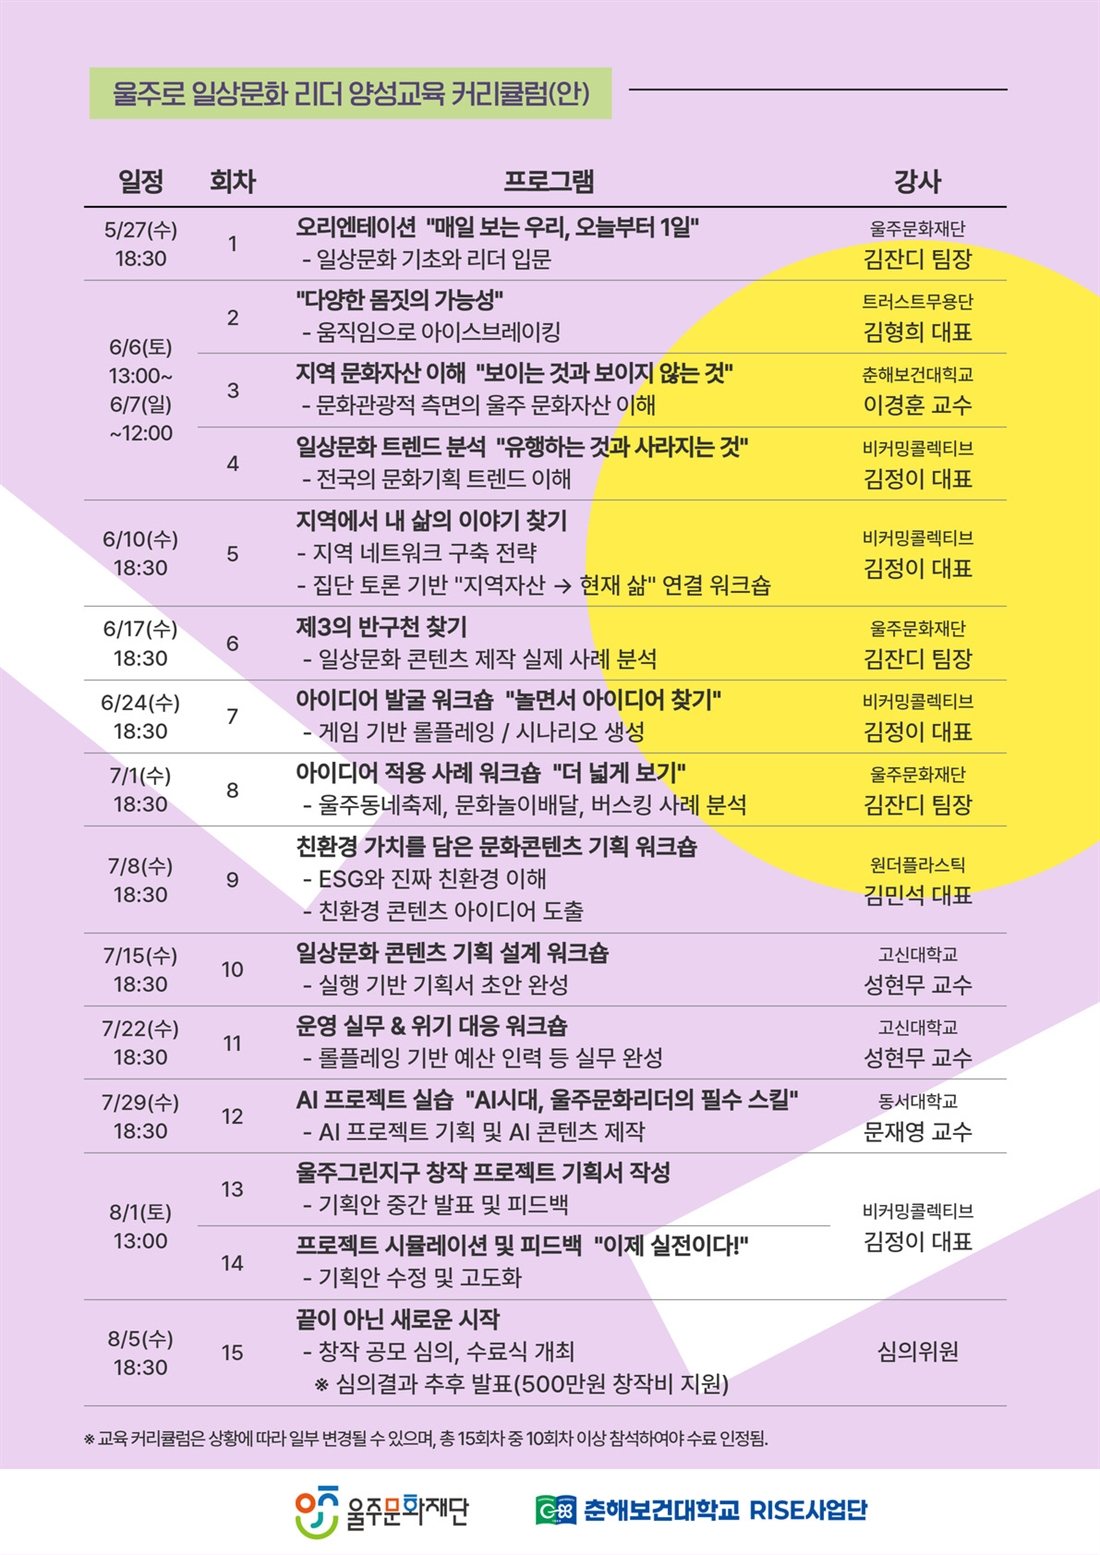 울주로 일상문화 리더 양성교육 커리큘럼(안)
일정 회차 프로그램 강사
5/27(수)
18:30
1
오리엔테이션 "매일 보는 우리, 오늘부터 1일"
- 일상문화 기초와 리더 입문
울주문화재단
김잔디 팀장
6/6(토)
13:00~
6/7(일)
~12:00
2
"다양한 몸짓의 가능성"
- 움직임으로 아이스브레이킹
트러스트무용단
김형희 대표
3
지역 문화자산 이해 "보이는 것과 보이지 않는 것"
- 문화관광적 측면의 울주 문화자산 이해
춘해보건대학교
이경훈 교수
4
일상문화 트렌드 분석 "유행하는 것과 사라지는 것"
- 전국의 문화기획 트렌드 이해
비커밍콜렉티브
김정이 대표
6/10(수)
18:30
5
지역에서 내 삶의 이야기 찾기
- 지역 네트워크 구축 전략
- 집단 토론 기반 "지역자산 → 현재 삶" 연결 워크숍
비커밍콜렉티브
김정이 대표
6/17(수)
18:30
6
제3의 반구천 찾기
- 일상문화 콘텐츠 제작 실제 사례 분석
울주문화재단
김잔디 팀장
6/24(수)
18:30
7
아이디어 발굴 워크숍 "놀면서 아이디어 찾기"
- 게임 기반 롤플레잉 / 시나리오 생성
비커밍콜렉티브
김정이 대표
7/1(수)
18:30
8
아이디어 적용 사례 워크숍 "더 넓게 보기"
- 울주동네축제, 문화놀이배달, 버스킹 사례 분석
울주문화재단
김잔디 팀장
7/8(수)
18:30
9
친환경 가치를 담은 문화콘텐츠 기획 워크숍
- ESG와 진짜 친환경 이해
- 친환경 콘텐츠 아이디어 도출
원더플라스틱
김민석 대표
7/15(수)
18:30
10
일상문화 콘텐츠 기획 설계 워크숍
- 실행 기반 기획서 초안 완성
고신대학교
성현무 교수
7/22(수)
18:30
11
운영 실무 & 위기 대응 워크숍
- 롤플레잉 기반 예산 인력 등 실무 완성
고신대학교
성현무 교수
7/29(수)
18:30
12
AI 프로젝트 실습 "AI시대, 울주문화리더의 필수 스킬"
- AI 프로젝트 기획 및 AI 콘텐츠 제작
동서대학교
문재영 교수
8/1(토)
13:00
13
울주그린지구 창작 프로젝트 기획서 작성
- 기획안 중간 발표 및 피드백
14
프로젝트 시뮬레이션 및 피드백 "이제 실전이다!"
- 기획안 수정 및 고도화
비커밍콜렉티브
김정이 대표
8/5(수)
18:30
15
끝이 아닌 새로운 시작
- 창작 공모 심의, 수료식 개최
※ 심의결과 추후 발표(500만원 창작비 지원)
심의위원
※ 교육 커리큘럼은 상황에 따라 일부 변경될 수 있으며, 총 15회차 중 10회차 이상 참석하여야 수료 인정됨.
울주문화재단
춘해보건대학교 RISE사업단